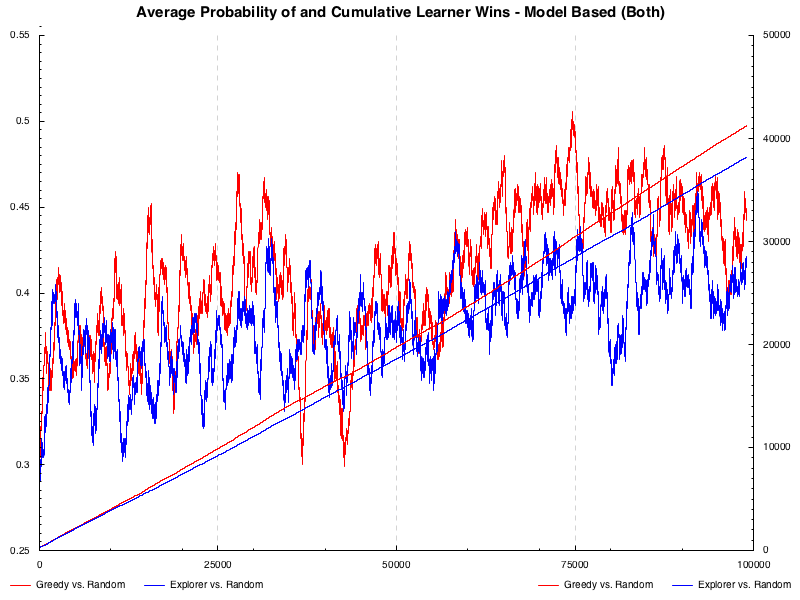 Average Probability of and Cumulative Learner Wins - Model Based (Both)
0.55 50000
0.5 40000
0.45 30000
0.4 20000
0.35 10000
0.3 0
0.25
0 25000 50000 75000 100000
Greedy vs. Random Explorer vs. Random Greedy vs. Random Explorer vs. Random